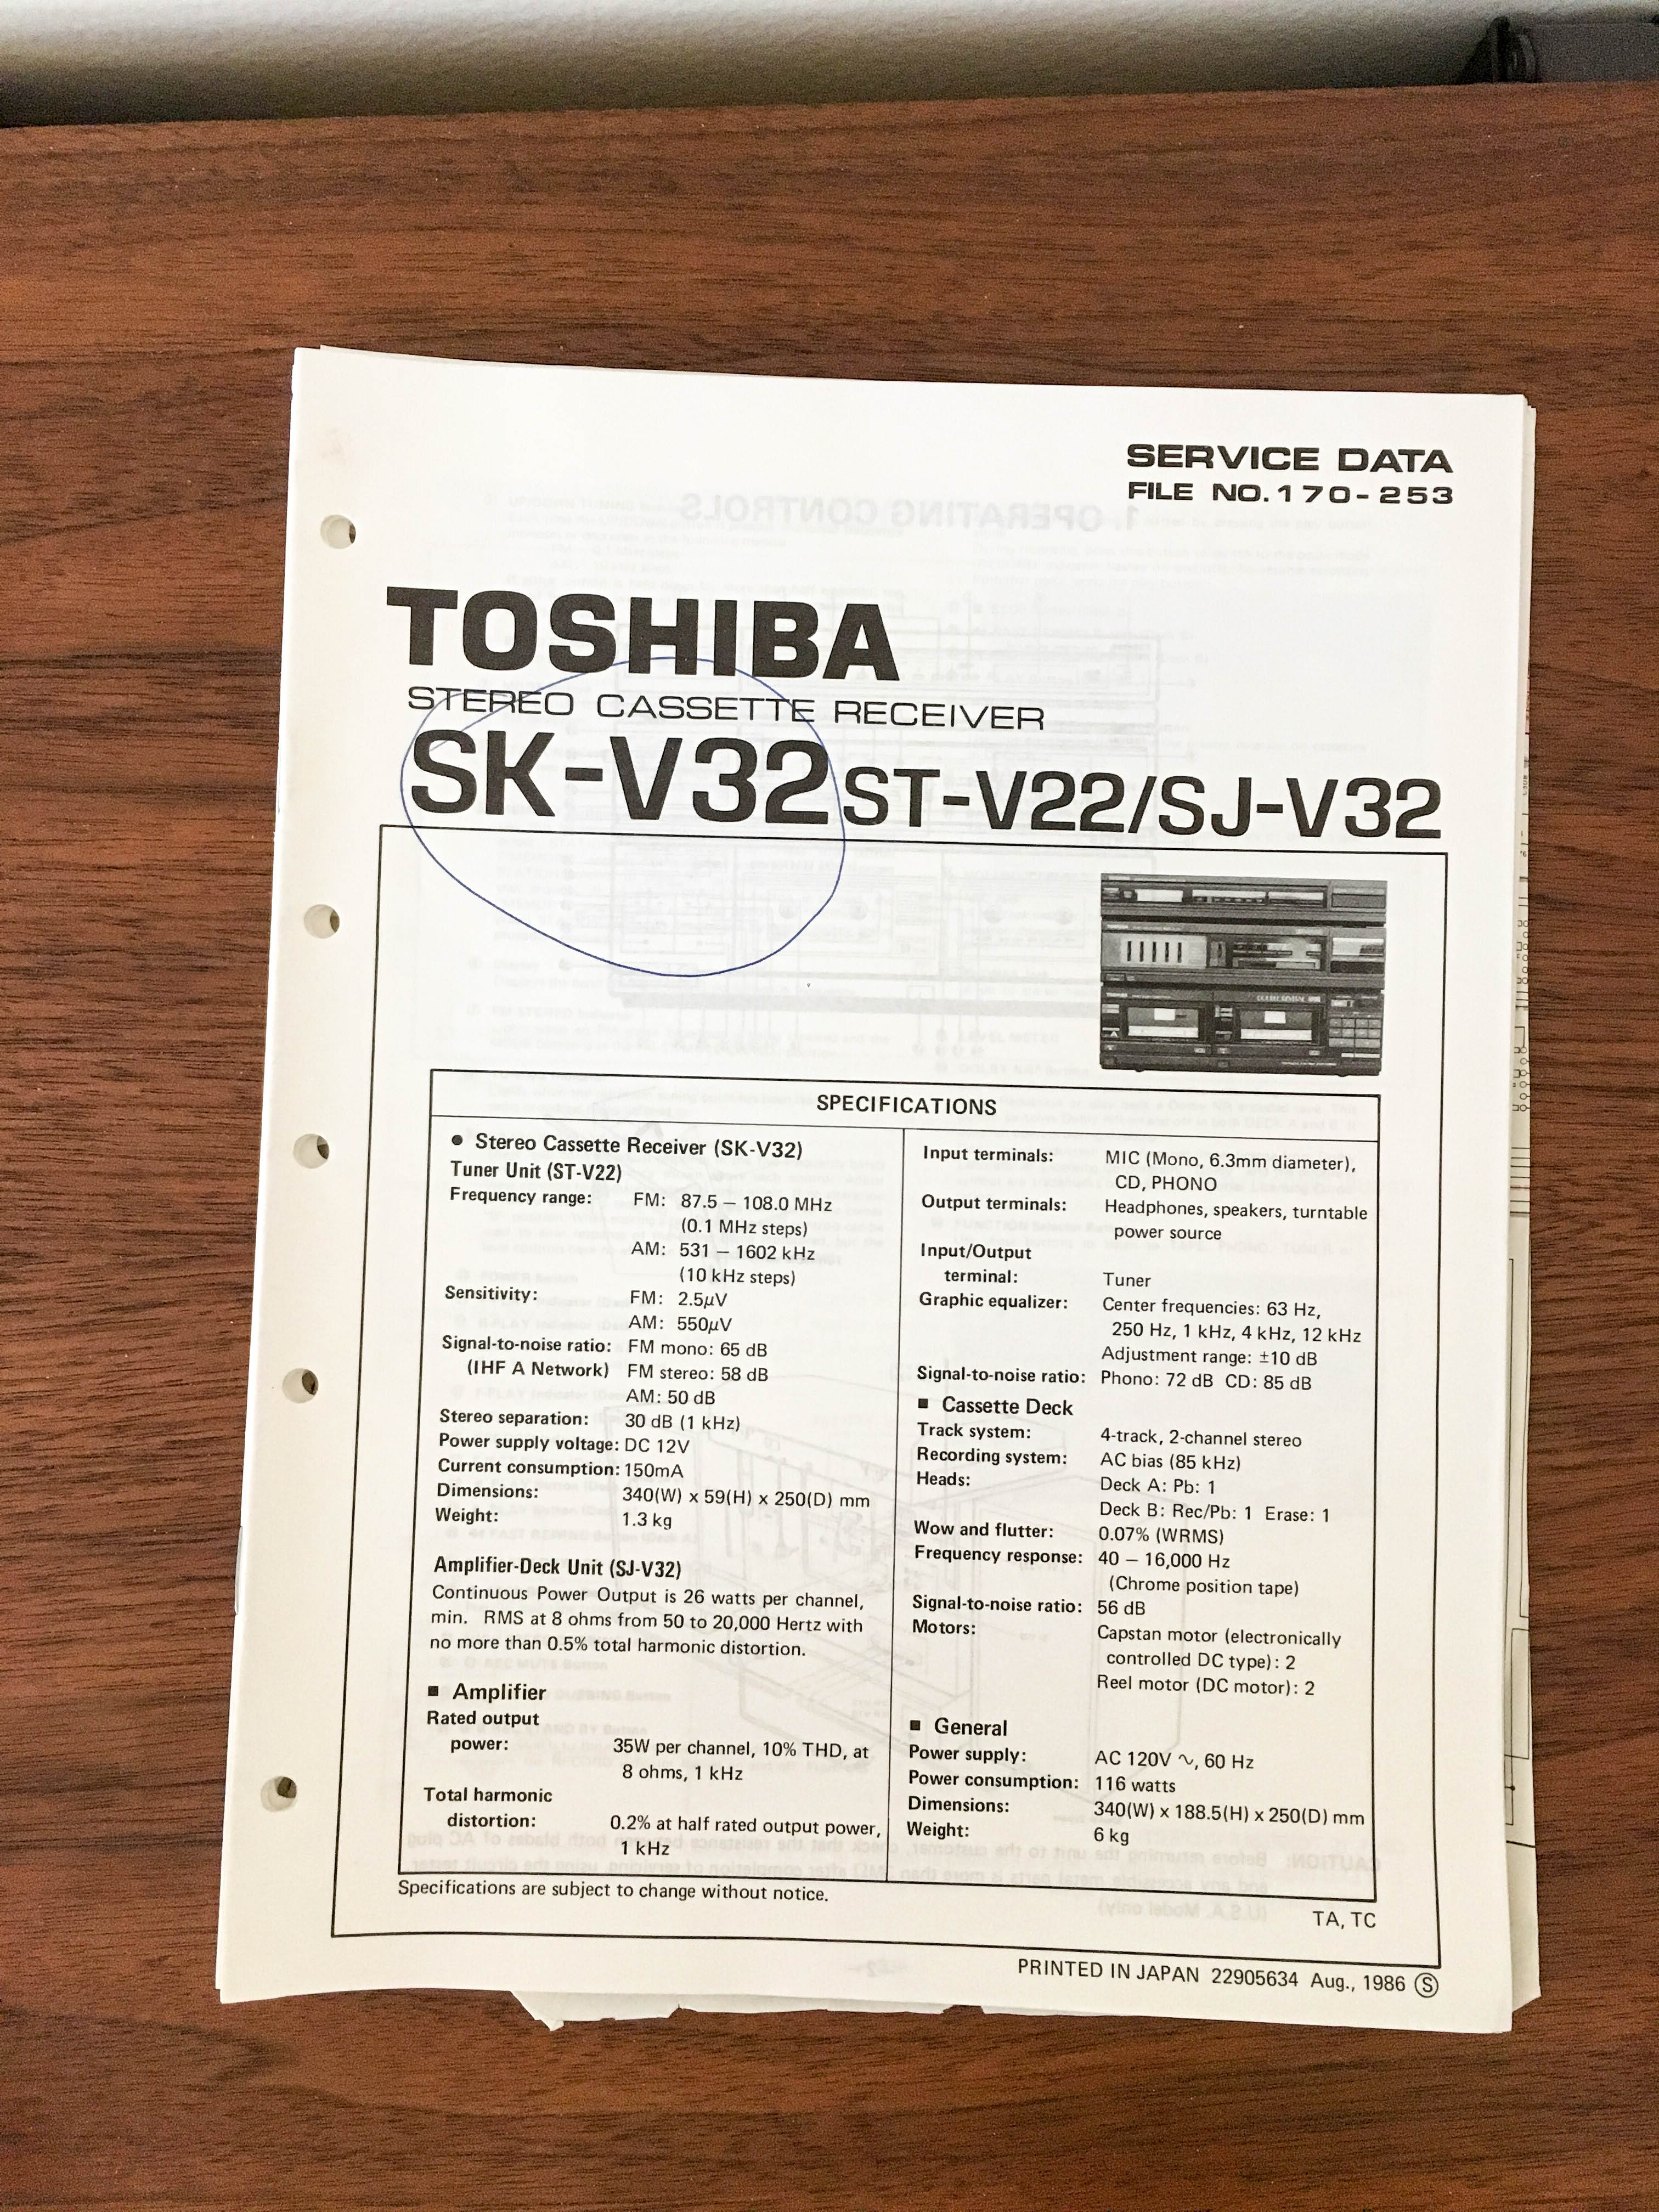 SERVICE DATA
FILE NO. 170-253
TOSHIBA
STEREO CASSETTE RECEIVER
SK-V32 ST-V22/SJ-V32
SPECIFICATIONS
● Stereo Cassette Receiver (SK-V32)
Tuner Unit (ST-V22)
Frequency range: FM: 87.5 – 108.0 MHz
(0.1 MHz steps)
AM: 531 – 1602 kHz
(10 kHz steps)
Sensitivity: FM: 2.5µV
AM: 550µV
Signal-to-noise ratio: FM mono: 65 dB
(IHF A Network) FM stereo: 58 dB
AM: 50 dB
Stereo separation: 30 dB (1 kHz)
Power supply voltage: DC 12V
Current consumption: 150mA
Dimensions: 340(W) x 59(H) x 250(D) mm
Weight: 1.3 kg
Amplifier-Deck Unit (SJ-V32)
Continuous Power Output is 26 watts per channel,
min. RMS at 8 ohms from 50 to 20,000 Hertz with
no more than 0.5% total harmonic distortion.
■ Amplifier
Rated output
power: 35W per channel, 10% THD, at
8 ohms, 1 kHz
Total harmonic
distortion: 0.2% at half rated output power,
1 kHz
Input terminals: MIC (Mono, 6.3mm diameter),
CD, PHONO
Output terminals: Headphones, speakers, turntable
power source
Input/Output
terminal: Tuner
Graphic equalizer: Center frequencies: 63 Hz,
250 Hz, 1 kHz, 4 kHz, 12 kHz
Adjustment range: ±10 dB
Signal-to-noise ratio: Phono: 72 dB CD: 85 dB
■ Cassette Deck
Track system: 4-track, 2-channel stereo
Recording system: AC bias (85 kHz)
Heads: Deck A: Pb: 1
Deck B: Rec/Pb: 1 Erase: 1
Wow and flutter: 0.07% (WRMS)
Frequency response: 40 – 16,000 Hz
(Chrome position tape)
Signal-to-noise ratio: 56 dB
Motors: Capstan motor (electronically
controlled DC type): 2
Reel motor (DC motor): 2
■ General
Power supply: AC 120V ∿, 60 Hz
Power consumption: 116 watts
Dimensions: 340(W) x 188.5(H) x 250(D) mm
Weight: 6 kg
Specifications are subject to change without notice.
TA, TC
PRINTED IN JAPAN 22905634 Aug., 1986 Ⓢ